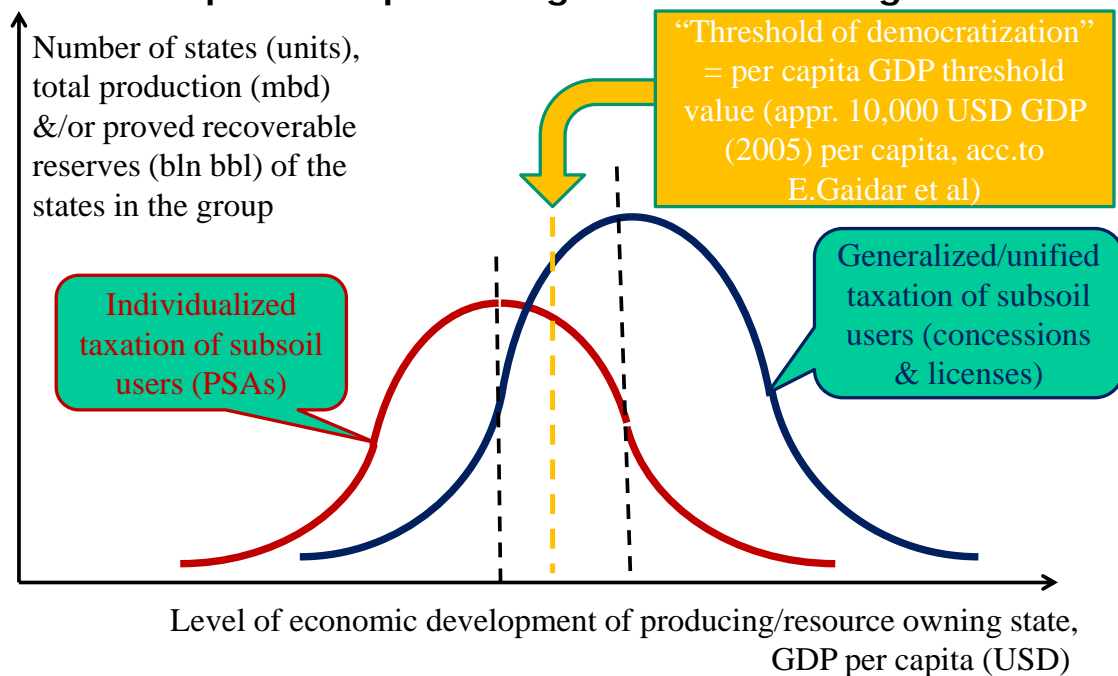 Number of states (units),
total production (mbd)
&/or proved recoverable
reserves (bln bbl) of the
states in the group
“Threshold of democratization”
= per capita GDP threshold
value (appr. 10,000 USD GDP
(2005) per capita, acc.to
E.Gaidar et al)
Individualized
taxation of subsoil
users (PSAs)
Generalized/unified
taxation of subsoil
users (concessions
& licenses)
Level of economic development of producing/resource owning state,
GDP per capita (USD)